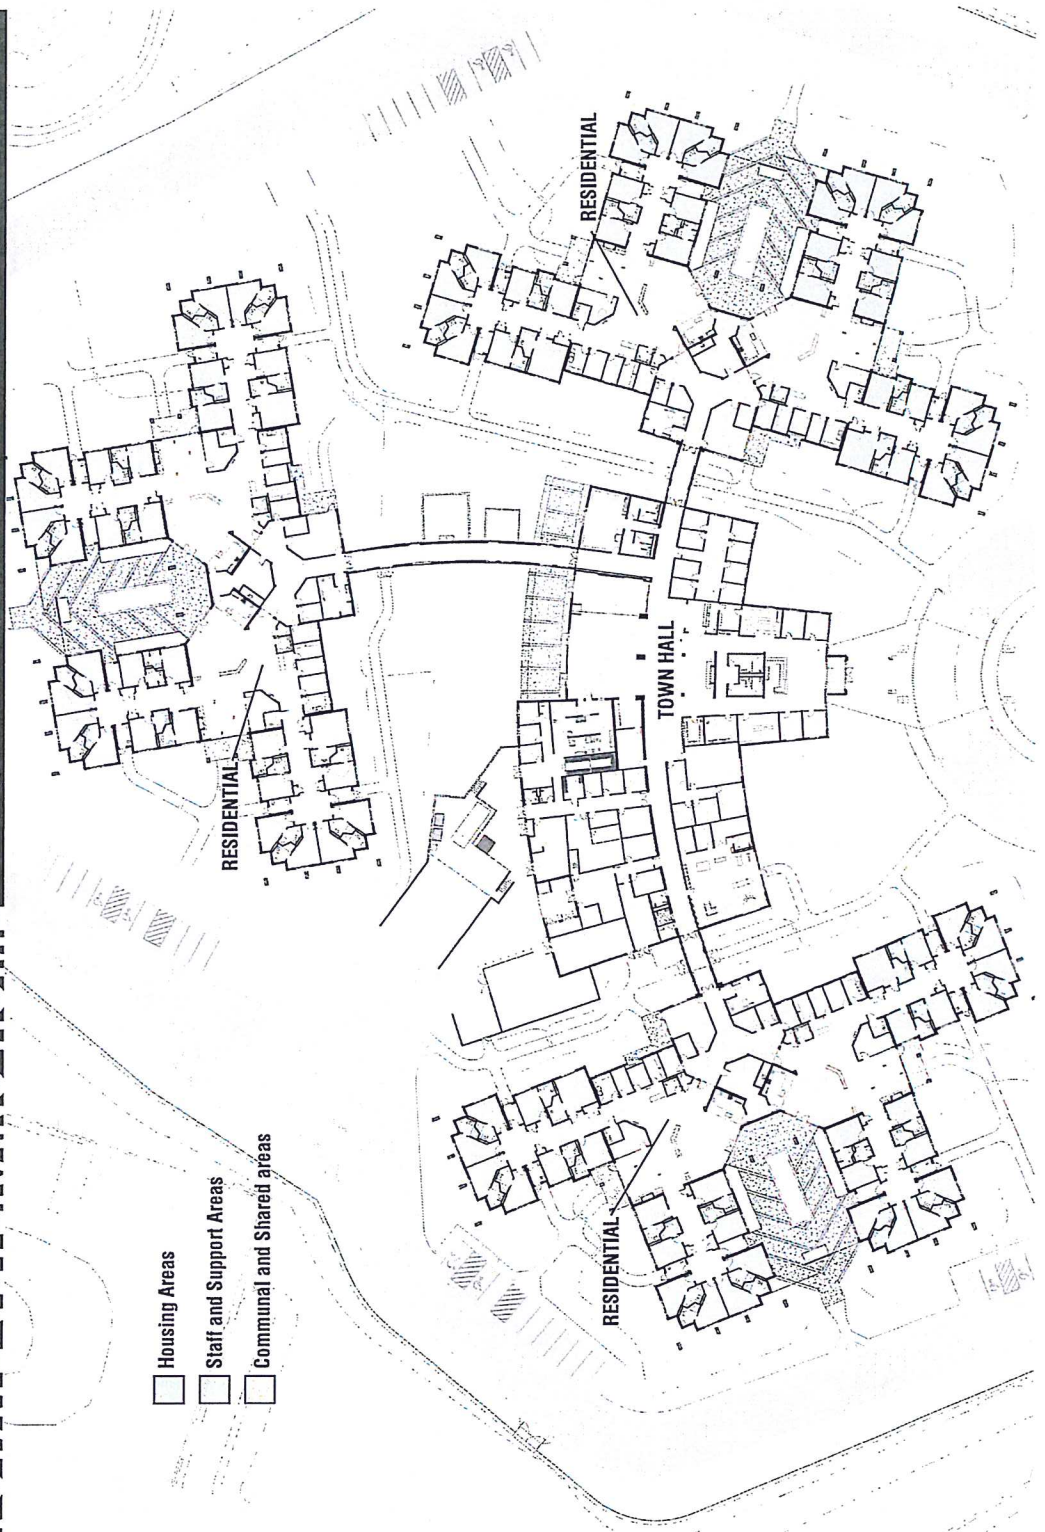 RESIDENTIAL
RESIDENTIAL
TOWN HALL
RESIDENTIAL
Housing Areas
Staff and Support Areas
Communal and Shared areas